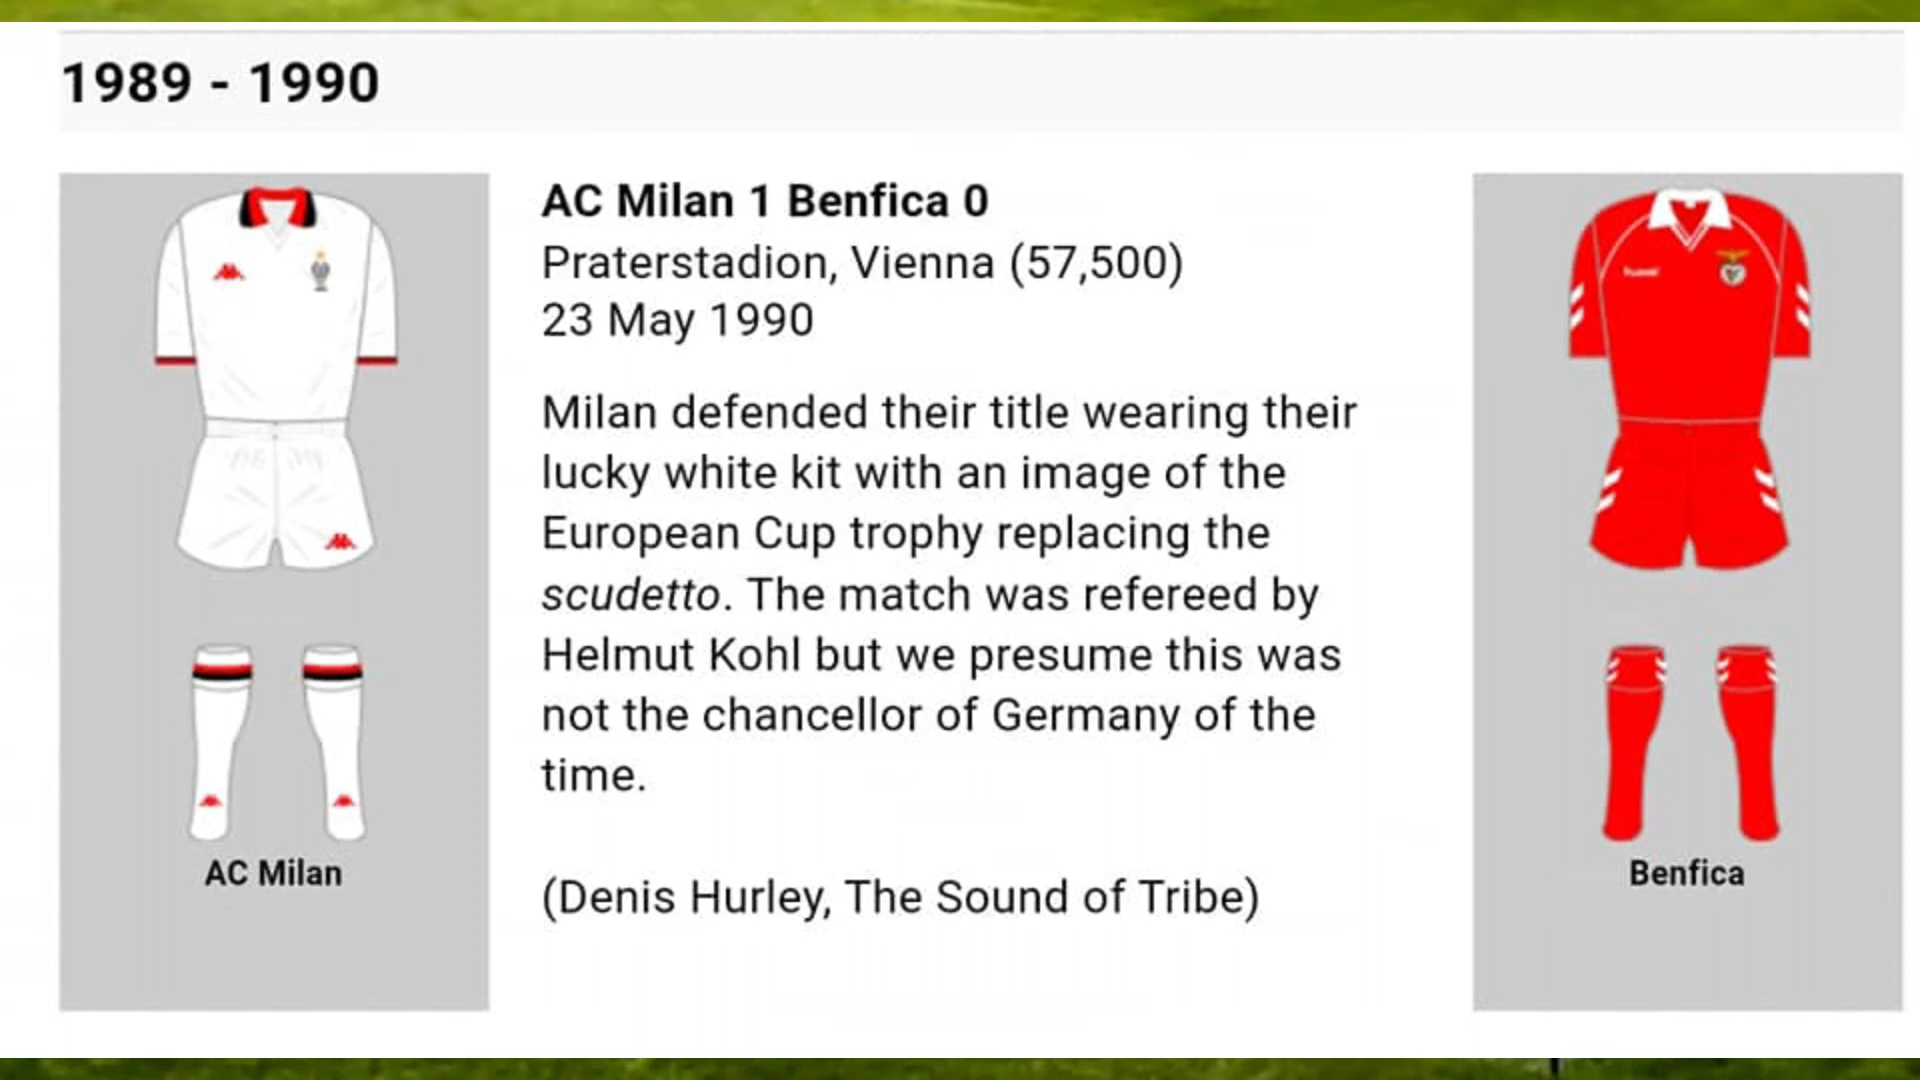 1989 - 1990
AC Milan 1 Benfica 0
Praterstadion, Vienna (57,500)
23 May 1990
Milan defended their title wearing their
lucky white kit with an image of the
European Cup trophy replacing the
scudetto. The match was refereed by
Helmut Kohl but we presume this was
not the chancellor of Germany of the
time.
(Denis Hurley, The Sound of Tribe)
AC Milan
hummel
Benfica